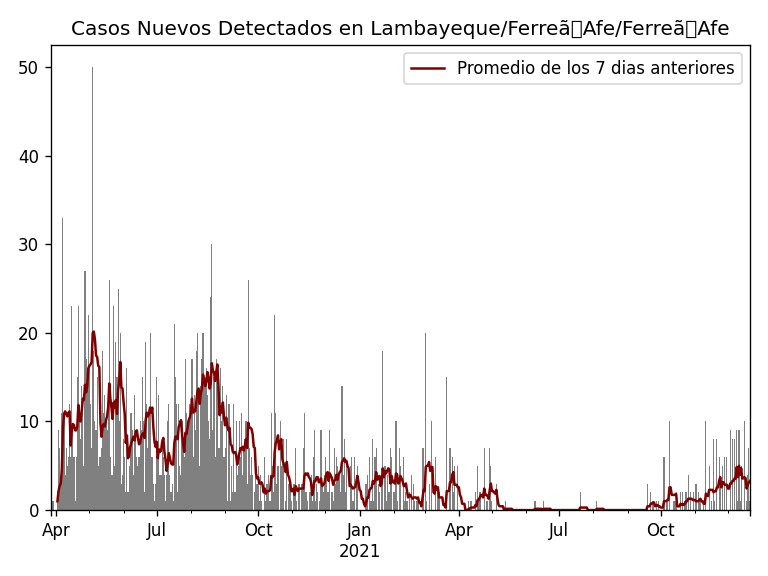 Casos Nuevos Detectados en Lambayeque/Ferreã▯Afe/Ferreã▯Afe
Promedio de los 7 dias anteriores
50
40
30
20
10
0
Apr Jul Oct Jan Apr Jul Oct
2021